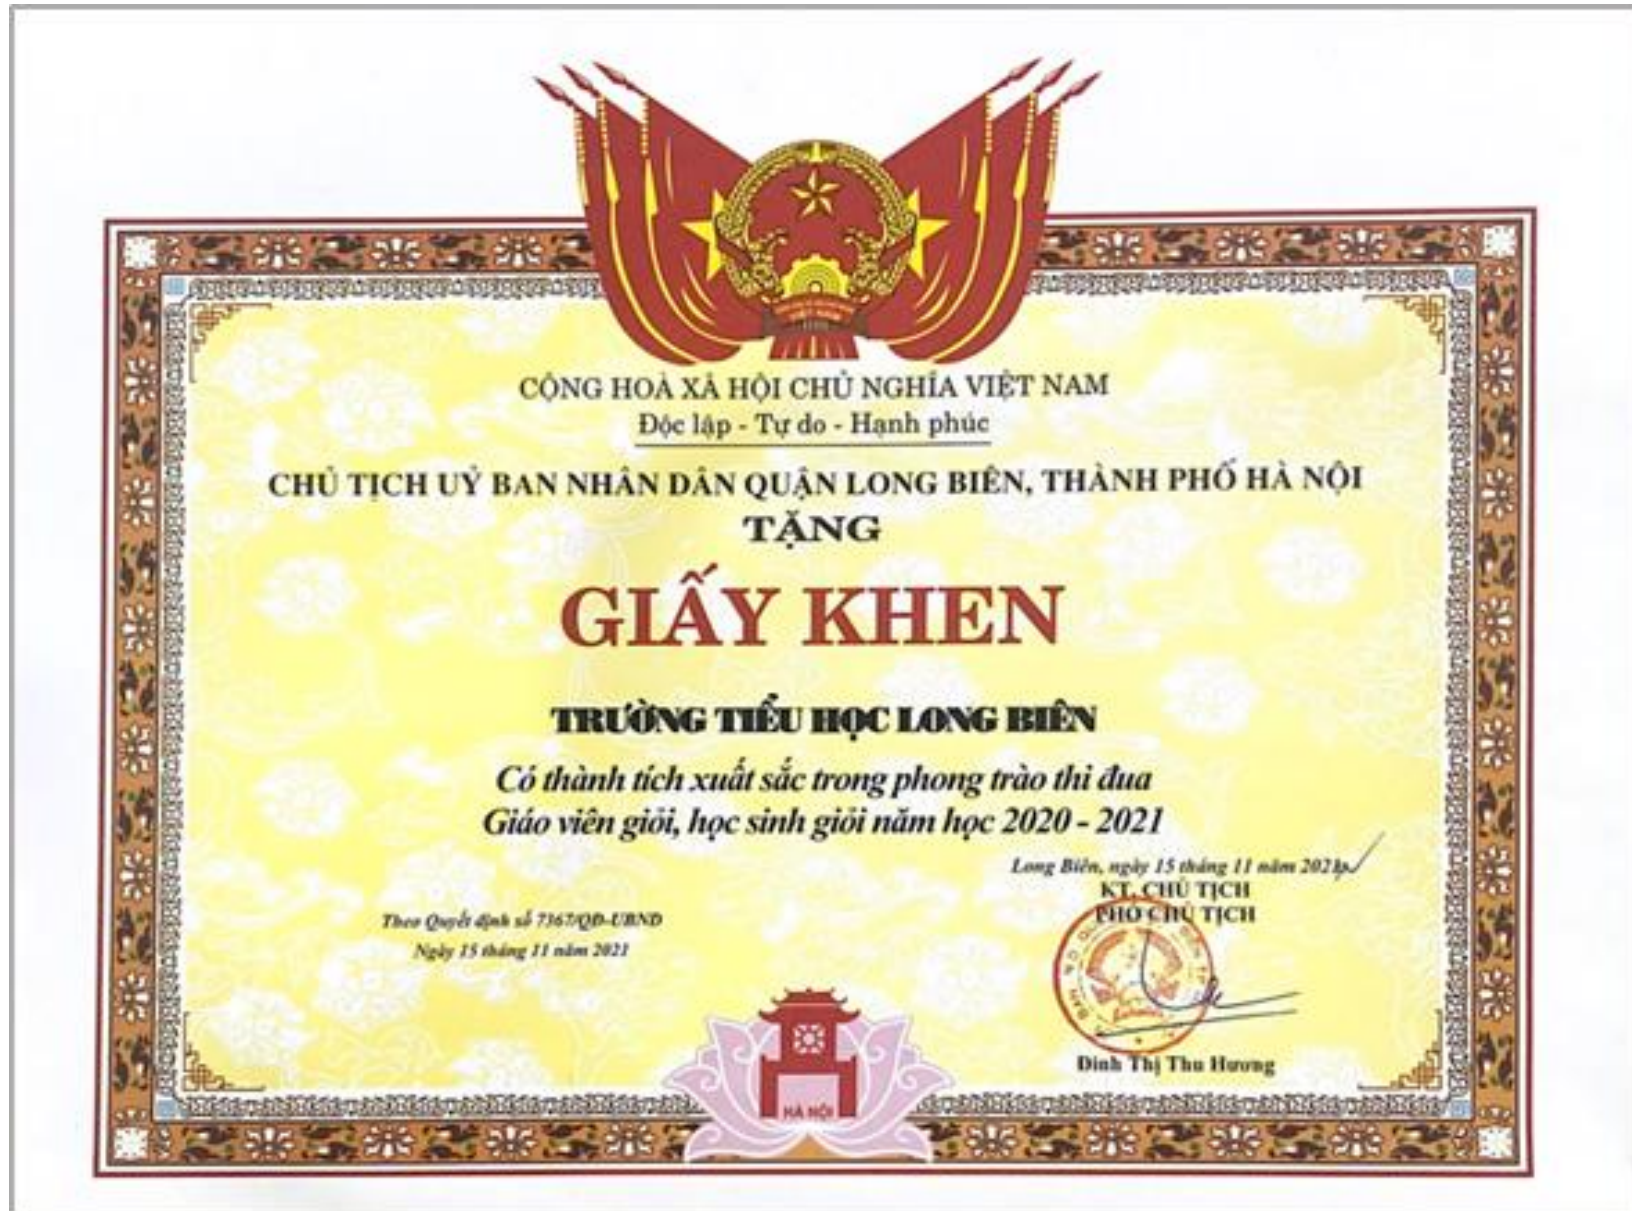 CỘNG HOÀ XÃ HỘI CHỦ NGHĨA VIỆT NAM
Độc lập - Tự do - Hạnh phúc
CHỦ TỊCH UỶ BAN NHÂN DÂN QUẬN LONG BIÊN, THÀNH PHỐ HÀ NỘI
TẶNG
GIẤY KHEN
TRƯỜNG TIỂU HỌC LONG BIÊN
Có thành tích xuất sắc trong phong trào thi đua
Giáo viên giỏi, học sinh giỏi năm học 2020 - 2021
Long Biên, ngày 15 tháng 11 năm 2021
KT. CHỦ TỊCH
PHÓ CHỦ TỊCH
Theo Quyết định số 7367/QĐ-UBND
Ngày 15 tháng 11 năm 2021
Đinh Thị Thu Hương
HÀ NỘI